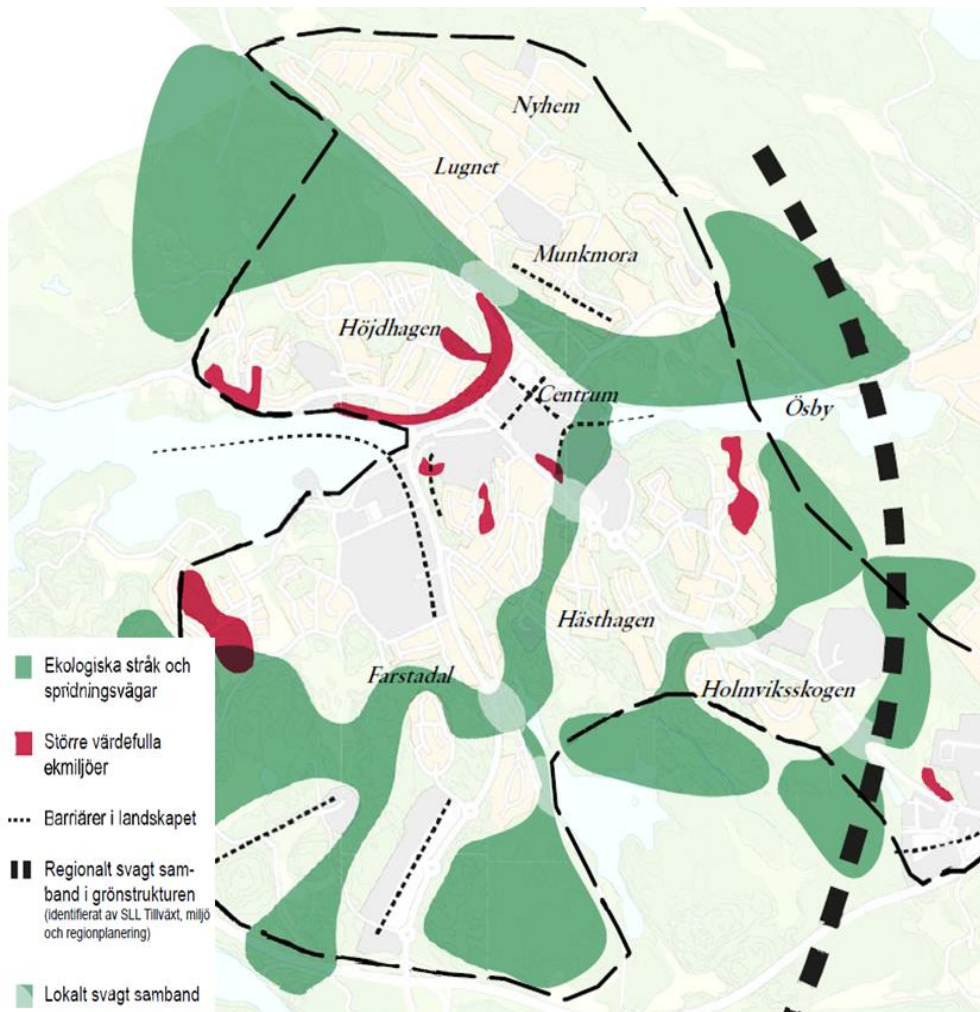 Nyhem
Lugnet
Munkmora
Höjdhagen
Centrum
Ösby
Hästhagen
Farstadal
Holmviksskogen
Ekologiska stråk och
spridningsvägar
Större värdefulla
ekmiljöer
Barriärer i landskapet
Regionalt svagt sam-
band i grönstrukturen
(identifierat av SLL Tillväxt, miljö
och regionplanering)
Lokalt svagt samband